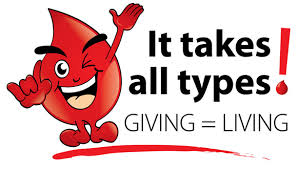 It takes
all types!
GIVING = LIVING